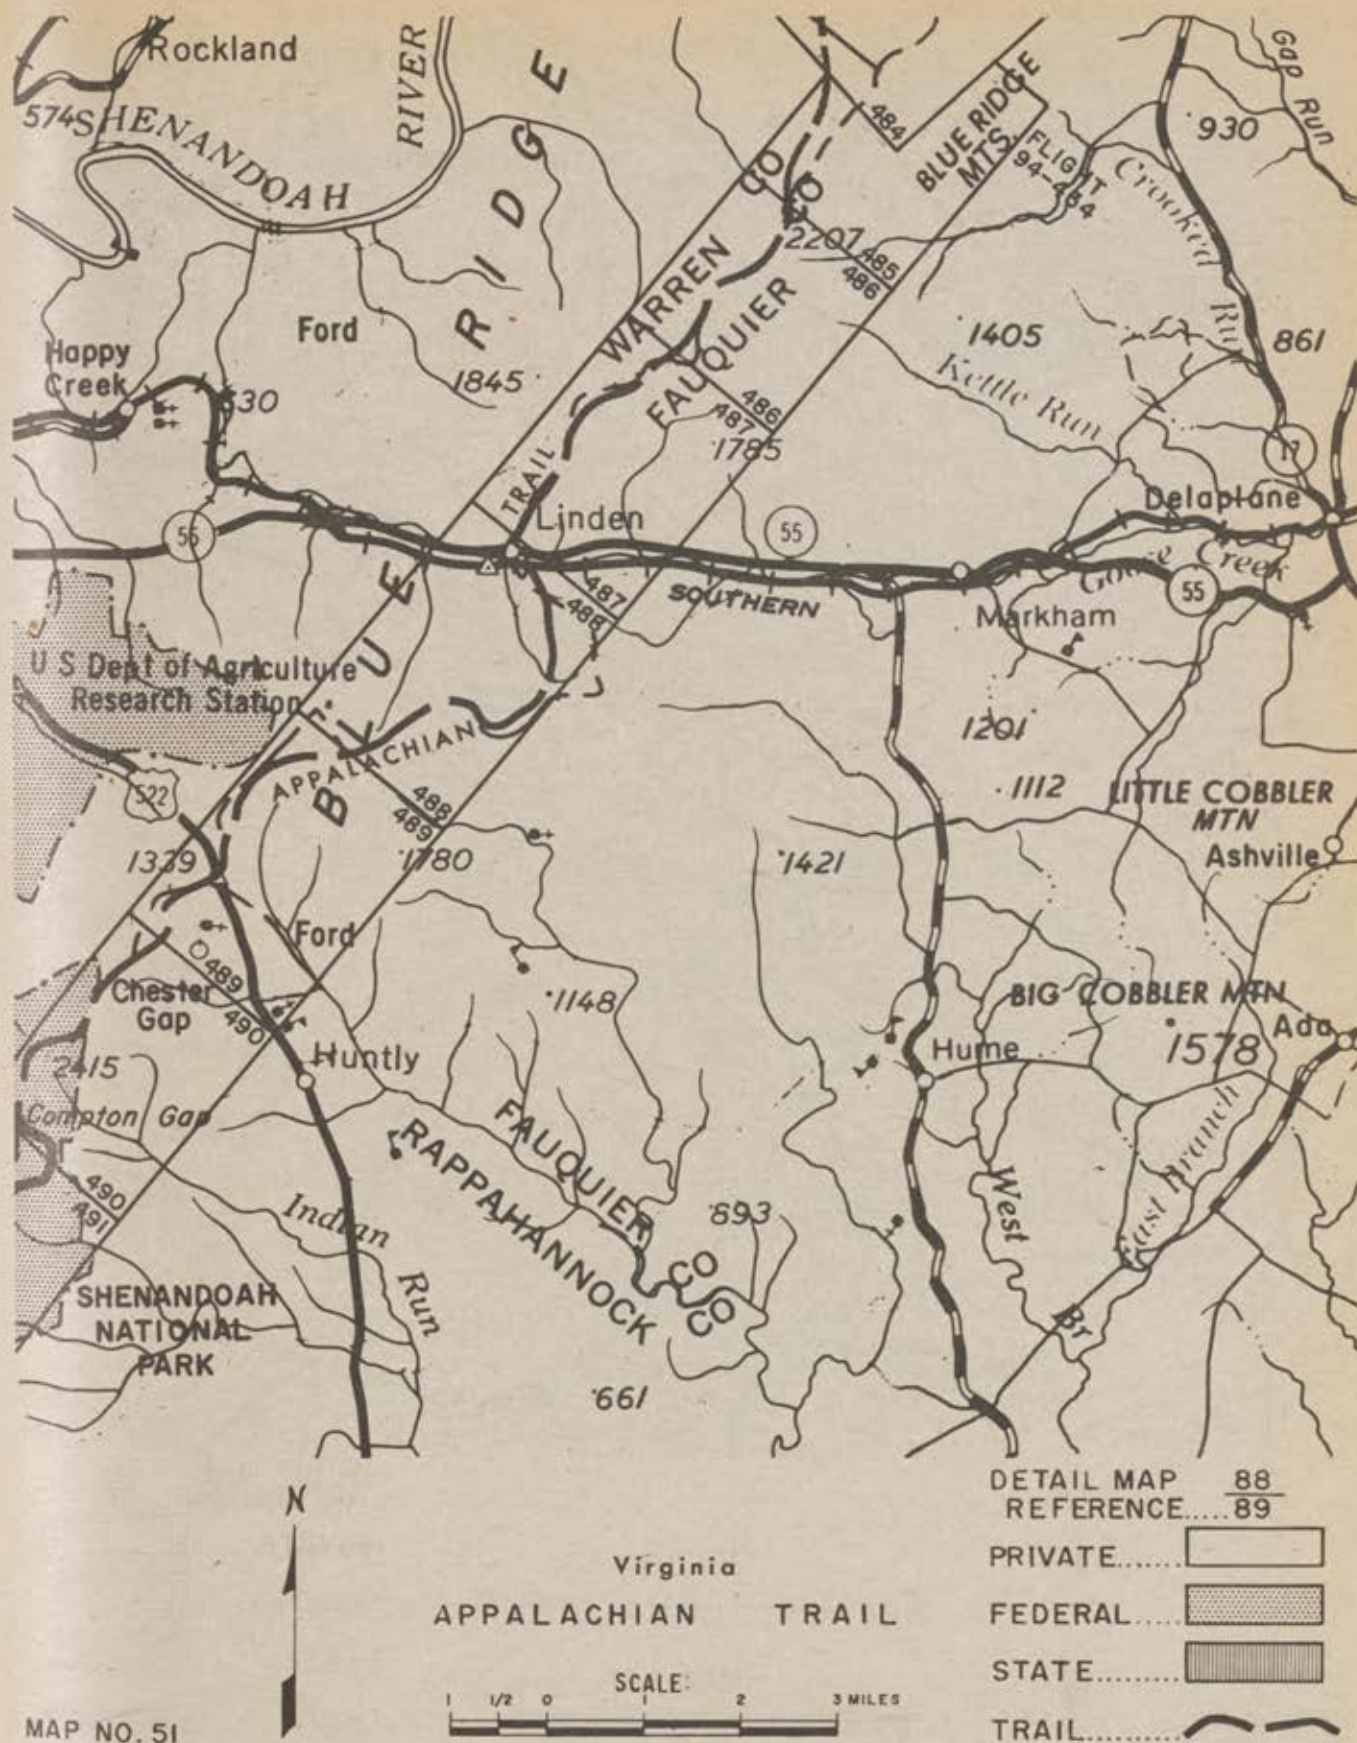 Rockland
574
SHENANDOAH
RIVER
RIDGE
Gap Run
930
484
BLUE RIDGE
MTS.
FLIGHT
94-454
Crooked
Run
CO
CO
2207
485
486
WARREN
FAUQUIER
Ford
Happy
Creek
1845
1405
861
Kettle Run
486
487
1785
17
TRAIL
Linden
55
55
Delaplane
Goose Creek
55
SOUTHERN
487
488
Markham
BLUE
U S Dept of Agriculture
Research Station
1201
522
APPALACHIAN
488
489
1112
LITTLE COBBLER
MTN
Ashville
1339
1780
1421
Ford
489
490
Chester
Gap
1148
BIG COBBLER MTN
1578
Ada
2415
Huntly
Hume
Compton Gap
FAUQUIER CO
RAPPAHANNOCK CO
490
491
Indian
Run
893
West
Br
East Branch
SHENANDOAH
NATIONAL
PARK
661
N
DETAIL MAP 88
REFERENCE..... 89
Virginia
PRIVATE.......
APPALACHIAN TRAIL
FEDERAL.....
SCALE:
STATE.........
1 1/2 0 1 2 3 MILES
MAP NO. 51
TRAIL..........